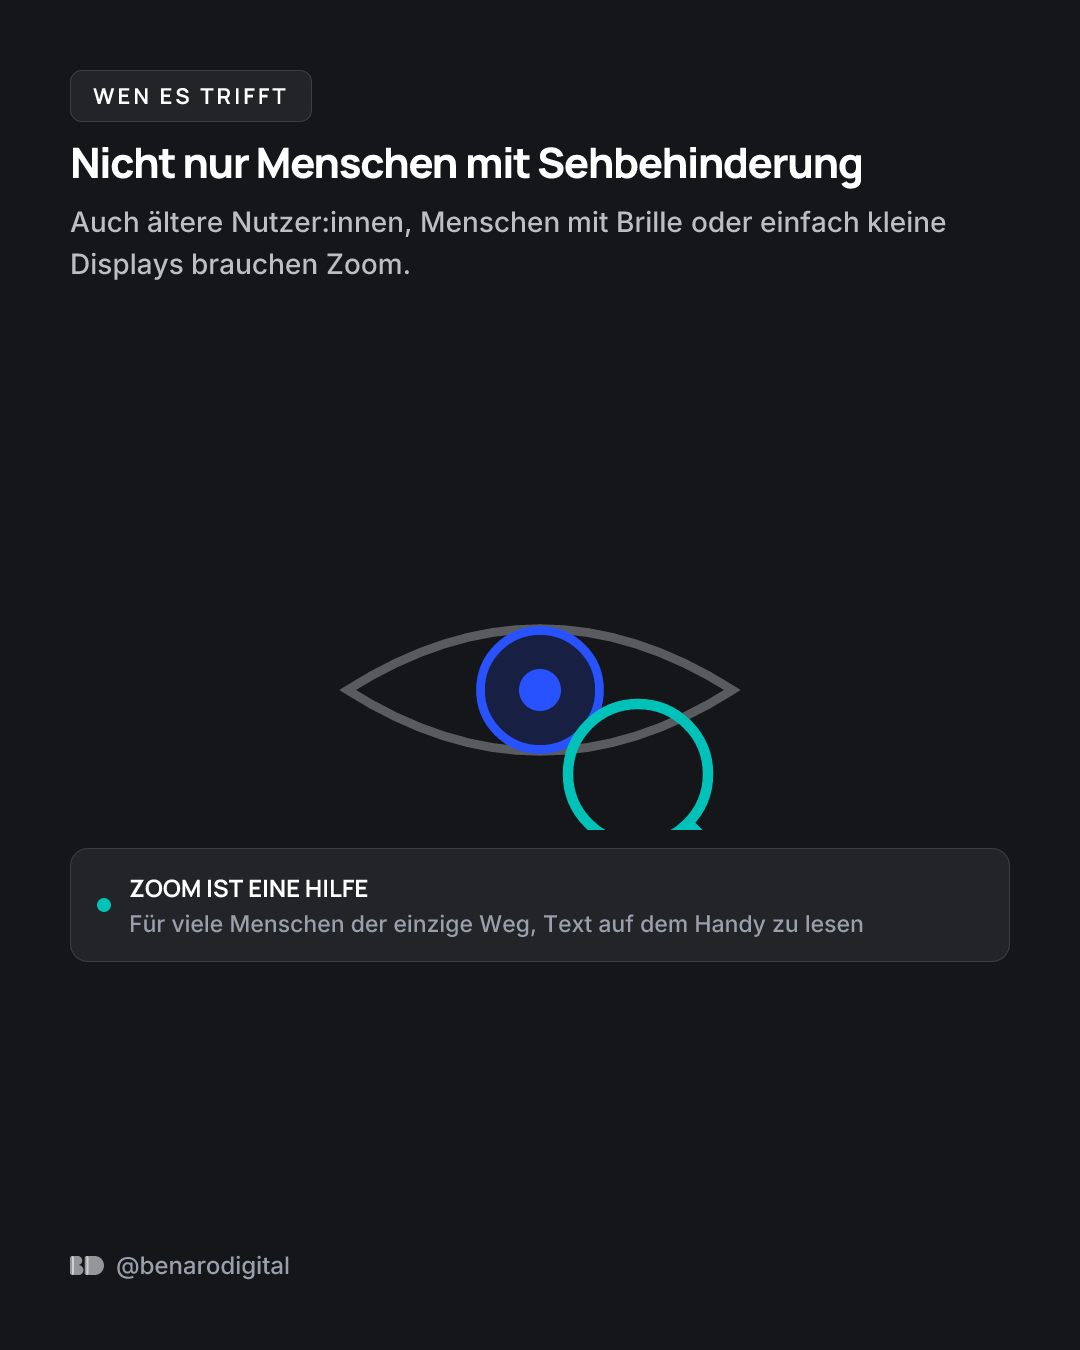 WEN ES TRIFFT
Nicht nur Menschen mit Sehbehinderung
Auch ältere Nutzer:innen, Menschen mit Brille oder einfach kleine
Displays brauchen Zoom.
ZOOM IST EINE HILFE
Für viele Menschen der einzige Weg, Text auf dem Handy zu lesen
BD @benarodigital